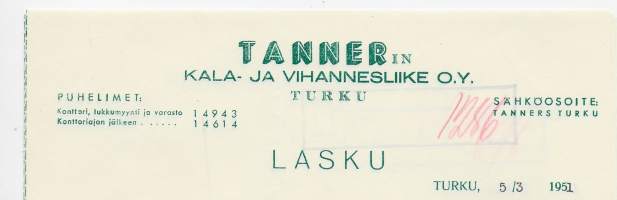 TANNERIN
KALA- JA VIHANNESLIIKE O.Y.
TURKU
PUHELIMET:
Konttori, tukkumyynti ja varasto 14943
Konttoriajan jälkeen . . . . . . 14614
SÄHKÖOSOITE:
TANNERS TURKU
1286
LASKU
TURKU, 5/3 1951